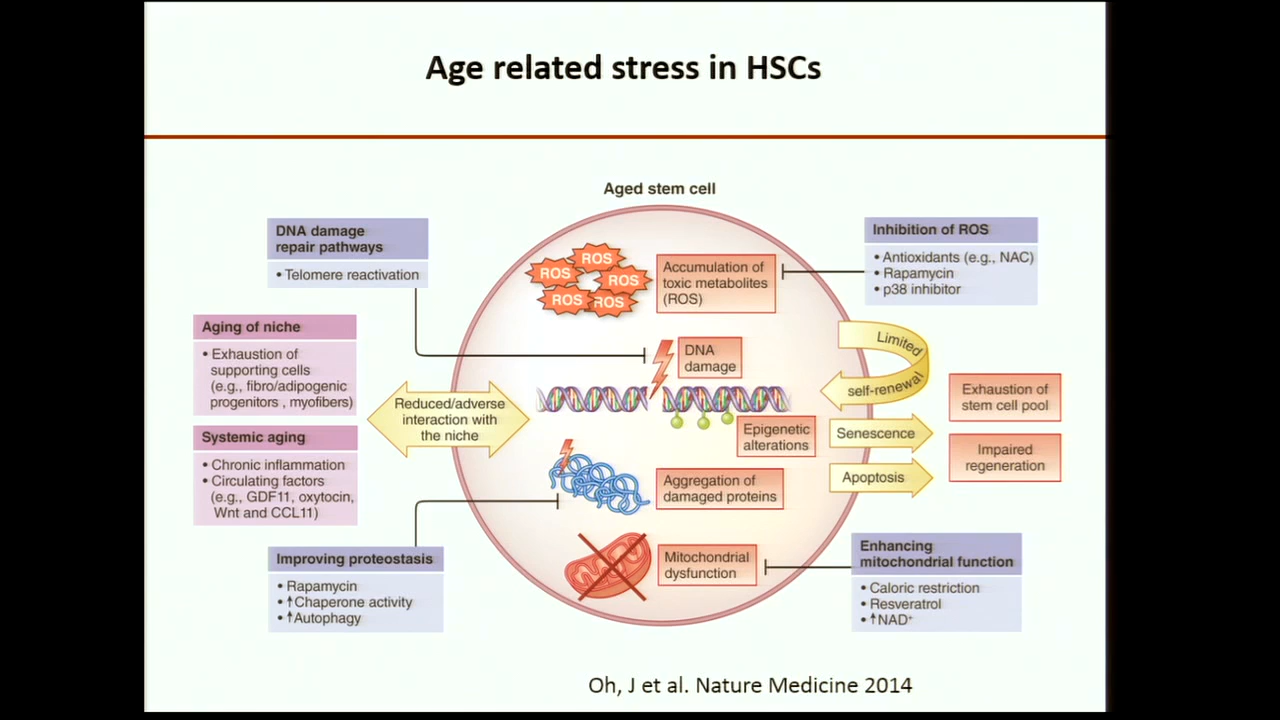 Age related stress in HSCs
Aged stem cell
DNA damage
repair pathways
• Telomere reactivation
Aging of niche
• Exhaustion of
supporting cells
(e.g., fibro/adipogenic
progenitors , myofibers)
Systemic aging
• Chronic inflammation
• Circulating factors
(e.g., GDF11, oxytocin,
Wnt and CCL11)
Improving proteostasis
• Rapamycin
• ↑Chaperone activity
• ↑Autophagy
Reduced/adverse
interaction with
the niche
ROS
ROS
ROS
ROS
ROS
Accumulation of
toxic metabolites
(ROS)
DNA
damage
Epigenetic
alterations
Aggregation of
damaged proteins
Mitochondrial
dysfunction
Inhibition of ROS
• Antioxidants (e.g., NAC)
• Rapamycin
• p38 inhibitor
Limited
self-renewal
Senescence
Apoptosis
Exhaustion of
stem cell pool
Impaired
regeneration
Enhancing
mitochondrial function
• Caloric restriction
• Resveratrol
• ↑NAD⁺
Oh, J et al. Nature Medicine 2014